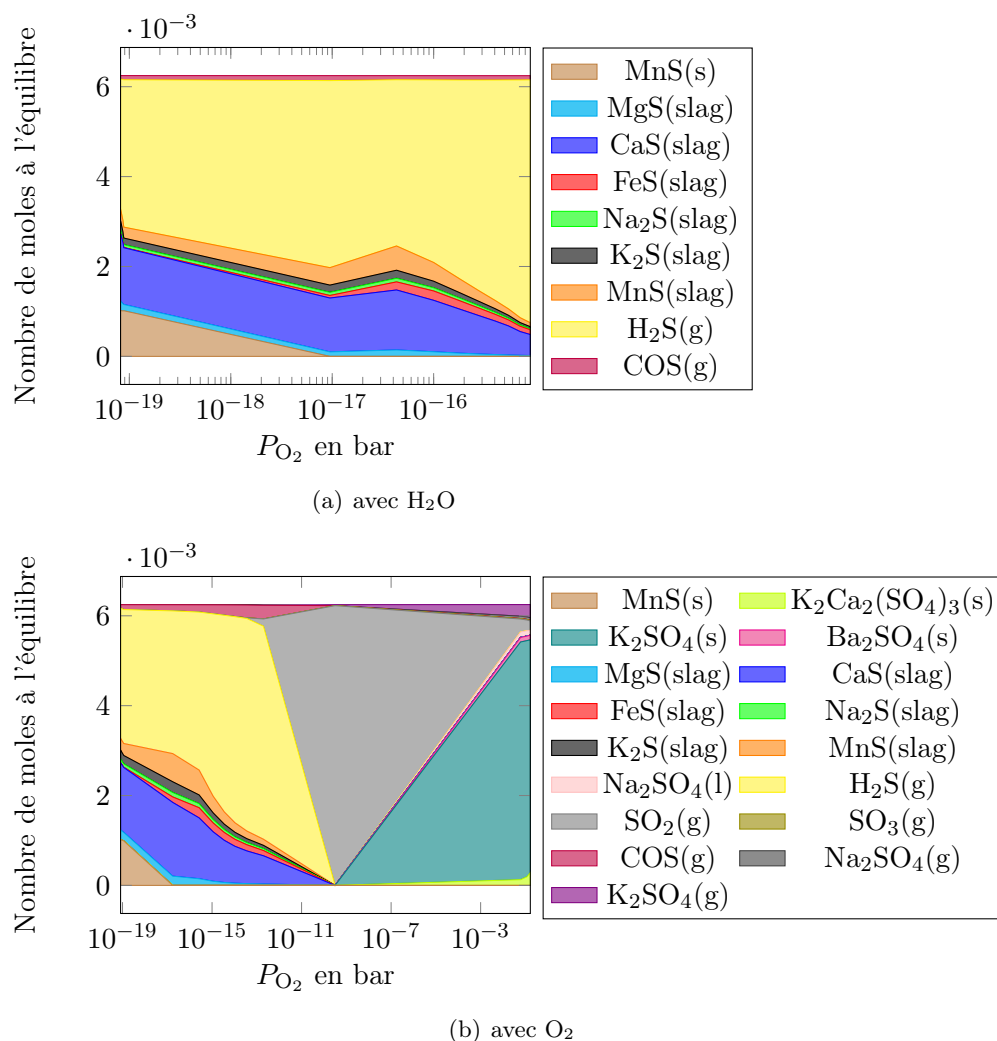 · 10⁻³
Nombre de moles à l'équilibre
6
4
2
0
10⁻¹⁹ 10⁻¹⁸ 10⁻¹⁷ 10⁻¹⁶
P_O₂ en bar
MnS(s)
MgS(slag)
CaS(slag)
FeS(slag)
Na₂S(slag)
K₂S(slag)
MnS(slag)
H₂S(g)
COS(g)
(a) avec H₂O
· 10⁻³
Nombre de moles à l'équilibre
6
4
2
0
10⁻¹⁹ 10⁻¹⁵ 10⁻¹¹ 10⁻⁷ 10⁻³
P_O₂ en bar
MnS(s) K₂Ca₂(SO₄)₃(s)
K₂SO₄(s) Ba₂SO₄(s)
MgS(slag) CaS(slag)
FeS(slag) Na₂S(slag)
K₂S(slag) MnS(slag)
Na₂SO₄(l) H₂S(g)
SO₂(g) SO₃(g)
COS(g) Na₂SO₄(g)
K₂SO₄(g)
(b) avec O₂